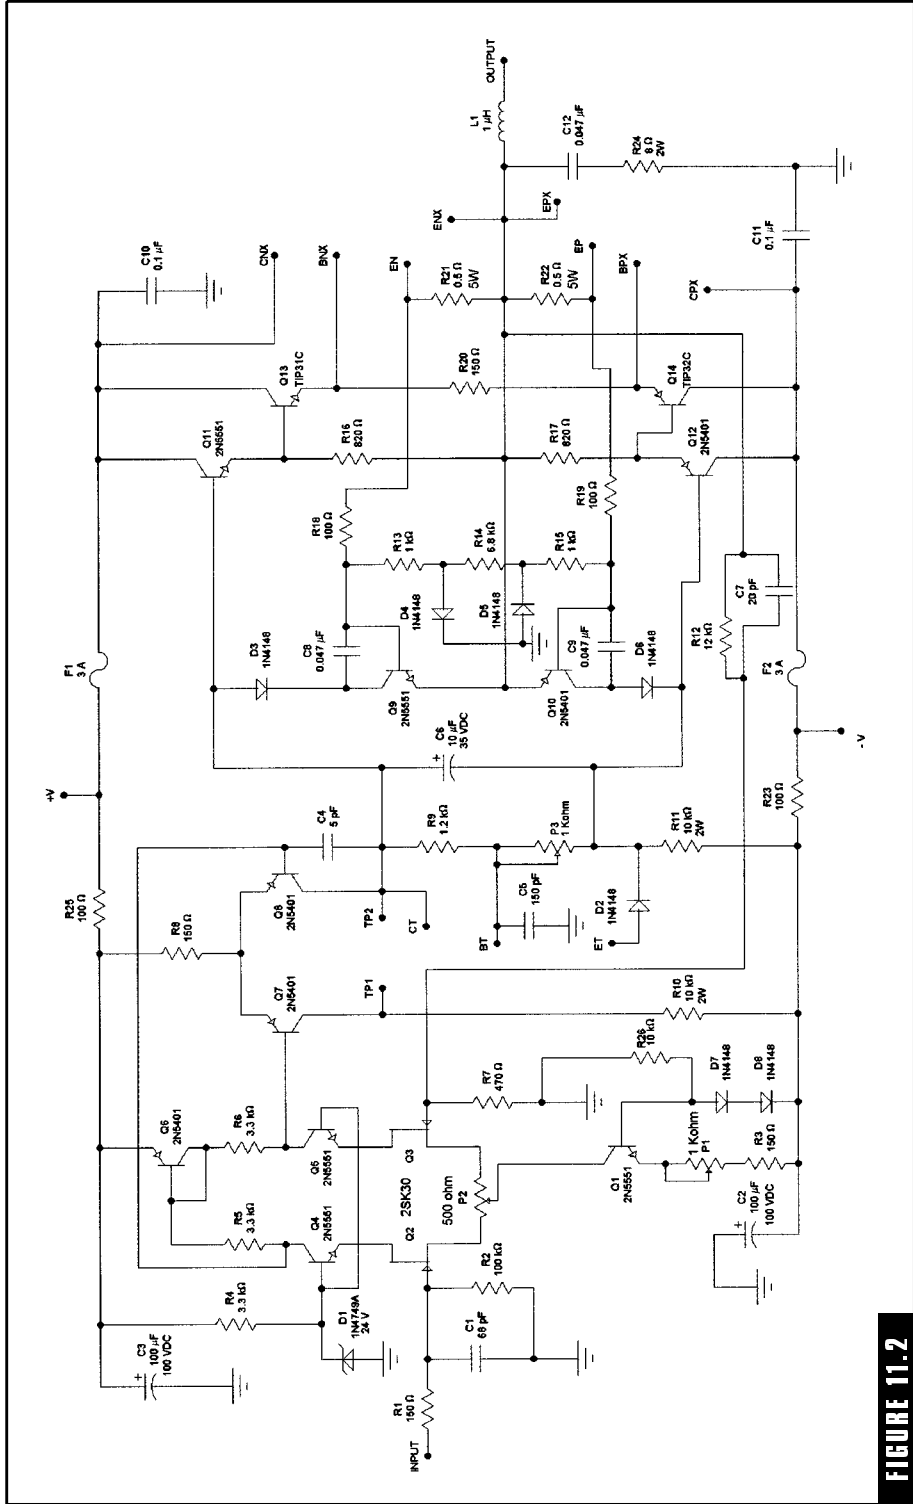 FIGURE 11.2
INPUT
R1
150 Ω
C1
68 pF
R2
100 kΩ
C3
100 µF
100 VDC
R4
3.3 kΩ
D1
1N4749A
24 V
R5
3.3 kΩ
Q4
2N5551
Q6
2N5401
R6
3.3 kΩ
Q5
2N5551
Q2
2SK30
Q3
500 ohm
P2
C2
100 µF
100 VDC
Q1
2N5551
1 Kohm
P1
R3
150 Ω
D7
1N4148
D8
1N4148
R26
10 kΩ
R7
470 Ω
R10
10 kΩ
2W
TP1
Q7
2N5401
R8
150 Ω
R25
100 Ω
Q8
2N5401
C4
5 pF
TP2
CT
R9
1.2 kΩ
BT
C5
150 pF
P3
1 Kohm
ET
D2
1N4148
R11
10 kΩ
2W
R23
100 Ω
+V
-V
F1
3 A
F2
3 A
C6
10 µF
35 VDC
D3
1N4148
C8
0.047 µF
Q9
2N5551
Q10
2N5401
C9
0.047 µF
D6
1N4148
D4
1N4148
D5
1N4148
R18
100 Ω
R13
1 kΩ
R14
6.8 kΩ
R15
1 kΩ
R19
100 Ω
R12
12 kΩ
C7
20 pF
Q11
2N5551
R16
820 Ω
R17
820 Ω
Q12
2N5401
Q13
TIP31C
R20
150 Ω
Q14
TIP32C
C10
0.1 µF
CNX
BNX
EN
R21
0.5 Ω
5W
R22
0.5 Ω
5W
EP
BPX
CPX
C11
0.1 µF
ENX
EPX
L1
1 µH
OUTPUT
C12
0.047 µF
R24
8 Ω
2W